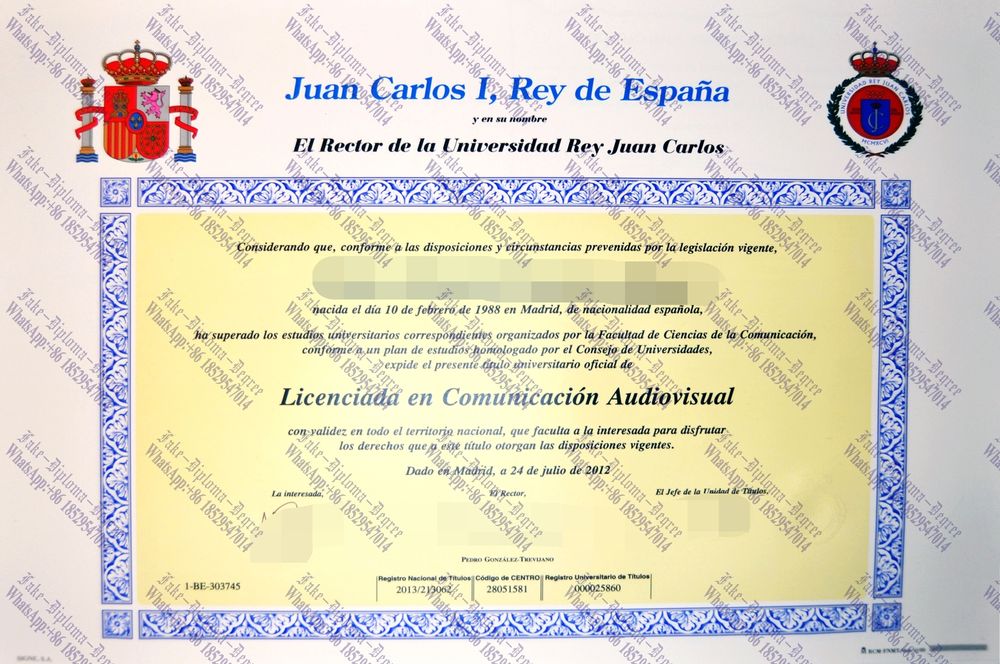 Juan Carlos I, Rey de España
y en su nombre
El Rector de la Universidad Rey Juan Carlos
UNIVERSIDAD REY JUAN CARLOS
MCMXCVI
Considerando que, conforme a las disposiciones y circunstancias prevenidas por la legislación vigente,
nacida el día 10 de febrero de 1988 en Madrid, de nacionalidad española,
ha superado los estudios universitarios correspondientes organizados por la Facultad de Ciencias de la Comunicación,
conforme a un plan de estudios homologado por el Consejo de Universidades,
expide el presente título universitario oficial de
Licenciada en Comunicación Audiovisual
con validez en todo el territorio nacional, que faculta a la interesada para disfrutar
los derechos que a este título otorgan las disposiciones vigentes.
Dado en Madrid, a 24 de julio de 2012
La interesada, El Rector, El Jefe de la Unidad de Títulos,
PEDRO GONZÁLEZ-TREVIJANO
1-BE-303745
Registro Nacional de Títulos Código de CENTRO Registro Universitario de Títulos
2013/213062 28051581 000025860
SIGNE, S.A.
Fake-Diploma-Degree
WhatsApp:+86 18529547014